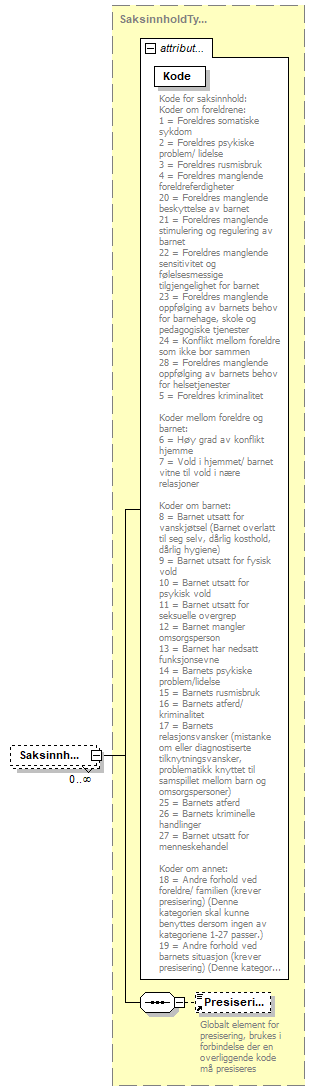 SaksinnholdTy...
attribut...
Kode
Kode for saksinnhold:
Koder om foreldrene:
1 = Foreldres somatiske
sykdom
2 = Foreldres psykiske
problem/ lidelse
3 = Foreldres rusmisbruk
4 = Foreldres manglende
foreldreferdigheter
20 = Foreldres manglende
beskyttelse av barnet
21 = Foreldres manglende
stimulering og regulering av
barnet
22 = Foreldres manglende
sensitivitet og
følelsesmessige
tilgjengelighet for barnet
23 = Foreldres manglende
oppfølging av barnets behov
for barnehage, skole og
pedagogiske tjenester
24 = Konflikt mellom foreldre
som ikke bor sammen
28 = Foreldres manglende
oppfølging av barnets behov
for helsetjenester
5 = Foreldres kriminalitet
Koder mellom foreldre og
barnet:
6 = Høy grad av konflikt
hjemme
7 = Vold i hjemmet/ barnet
vitne til vold i nære
relasjoner
Koder om barnet:
8 = Barnet utsatt for
vanskjøtsel (Barnet overlatt
til seg selv, dårlig kosthold,
dårlig hygiene)
9 = Barnet utsatt for fysisk
vold
10 = Barnet utsatt for
psykisk vold
11 = Barnet utsatt for
seksuelle overgrep
12 = Barnet mangler
omsorgsperson
13 = Barnet har nedsatt
funksjonsevne
14 = Barnets psykiske
problem/lidelse
15 = Barnets rusmisbruk
16 = Barnets atferd/
kriminalitet
17 = Barnets
relasjonsvansker (mistanke
om eller diagnostiserte
tilknytningsvansker,
problematikk knyttet til
samspillet mellom barn og
omsorgspersoner)
25 = Barnets atferd
26 = Barnets kriminelle
handlinger
27 = Barnet utsatt for
menneskehandel
Koder om annet:
18 = Andre forhold ved
foreldre/ familien (krever
presisering) (Denne
kategorien skal kunne
benyttes dersom ingen av
kategoriene 1-27 passer.)
19 = Andre forhold ved
barnets situasjon (krever
presisering) (Denne kategor...
Saksinnh...
0..∞
Presiseri...
Globalt element for
presisering, brukes i
forbindelse der en
overliggende kode
må presiseres